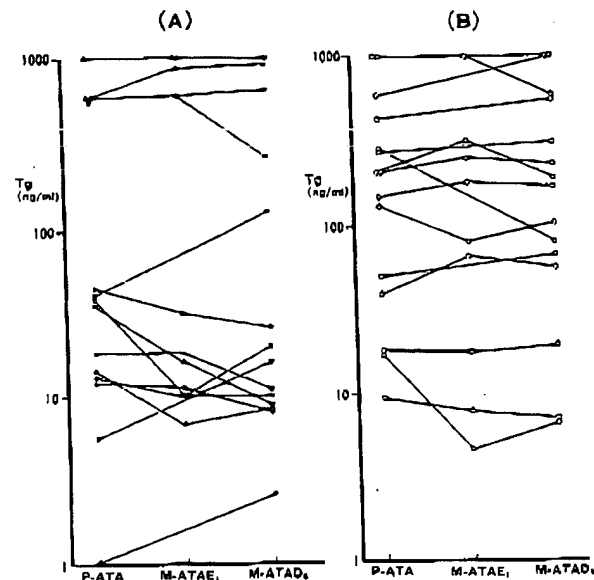 (A)
1000
Tg
(ng/ml)
100
10
1
P-ATA M-ATAE₁ M-ATAD₆
(B)
1000
Tg
(ng/ml)
100
10
1
P-ATA M-ATAE₁